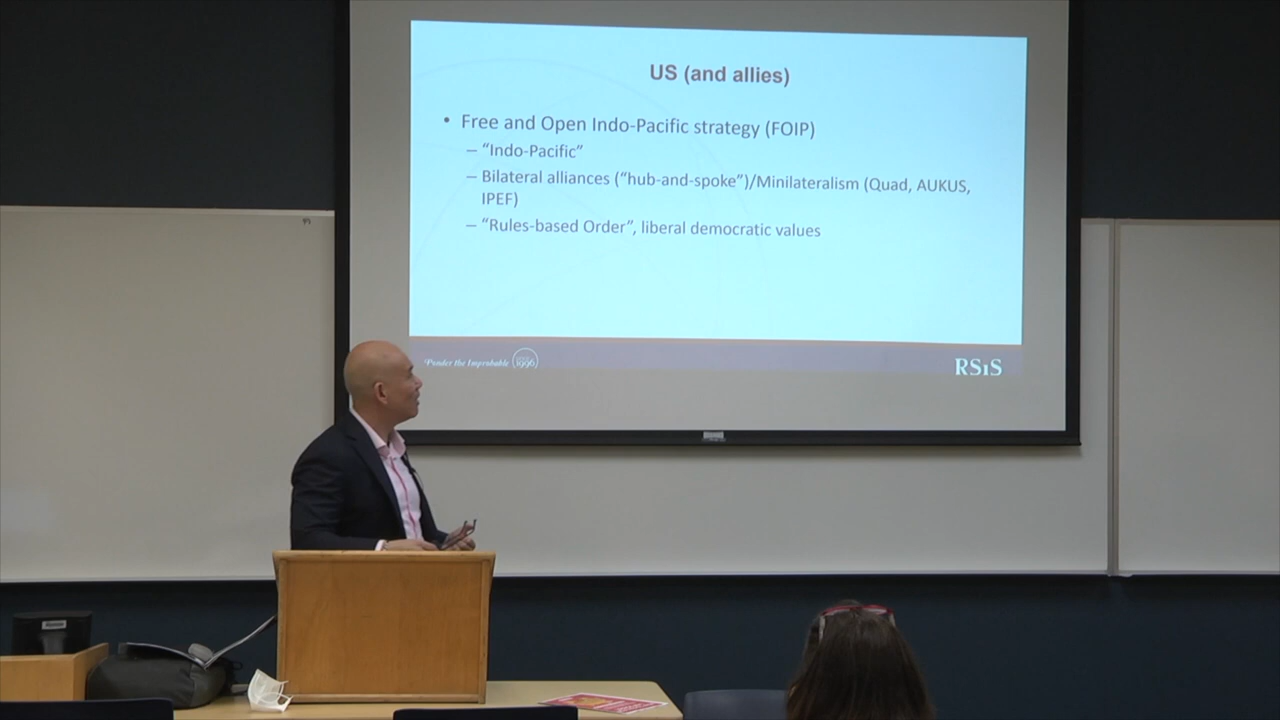 US (and allies)
• Free and Open Indo-Pacific strategy (FOIP)
– “Indo-Pacific”
– Bilateral alliances (“hub-and-spoke”)/Minilateralism (Quad, AUKUS,
IPEF)
– “Rules-based Order”, liberal democratic values
Ponder the Improbable
1996
RSiS